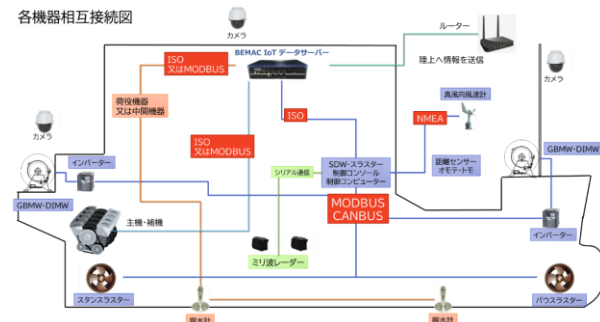 各機器相互接続図
カメラ
ルーター
BEMAC IoT データサーバー
陸上へ情報を送信
カメラ
ISO
又はMODBUS
荷役機器
又は中間機器
ISO
真風向風速計
NMEA
カメラ
ISO
又はMODBUS
インバーター
シリアル通信
SDW-スラスター
制御コンソール
制御コンピューター
距離センサー
オモテ・トモ
GBMW-DIMW
GBMW-DIMW
MODBUS
CANBUS
主機・補機
インバーター
ミリ波レーダー
スタンスラスター
バウスラスター
喫水計
喫水計